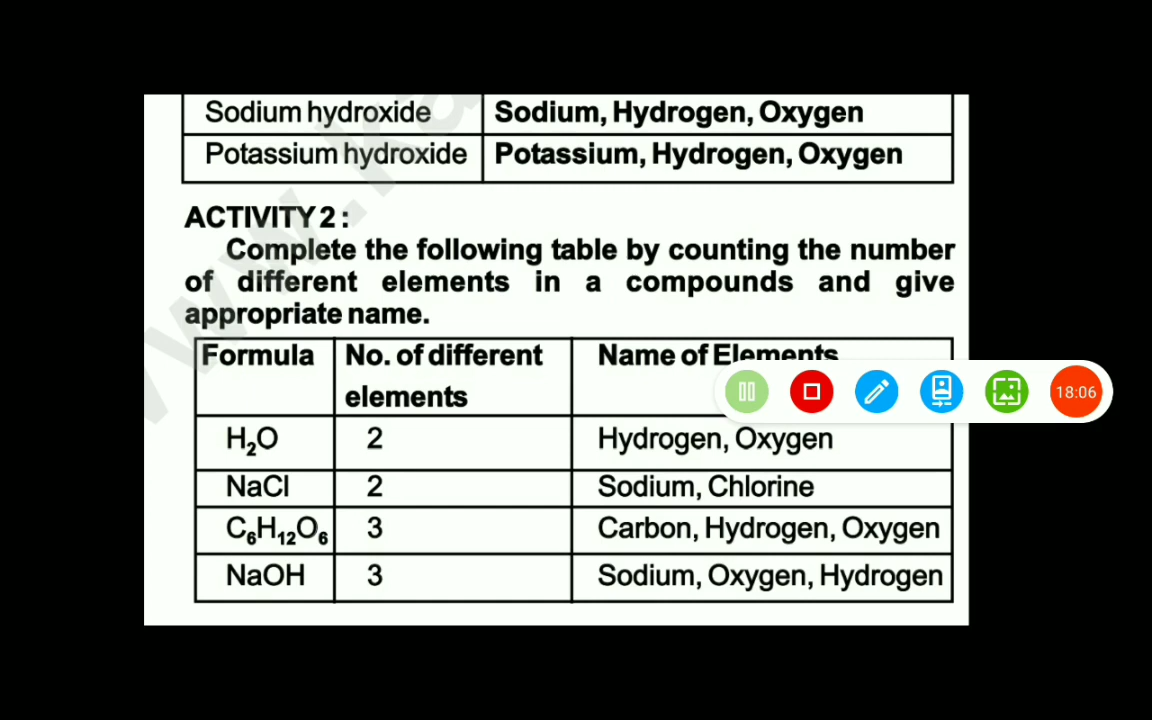 Sodium hydroxide Sodium, Hydrogen, Oxygen
Potassium hydroxide Potassium, Hydrogen, Oxygen
ACTIVITY 2 :
Complete the following table by counting the number
of different elements in a compounds and give
appropriate name.
Formula No. of different elements Name of Elements
H₂O 2 Hydrogen, Oxygen
NaCl 2 Sodium, Chlorine
C₆H₁₂O₆ 3 Carbon, Hydrogen, Oxygen
NaOH 3 Sodium, Oxygen, Hydrogen
18:06